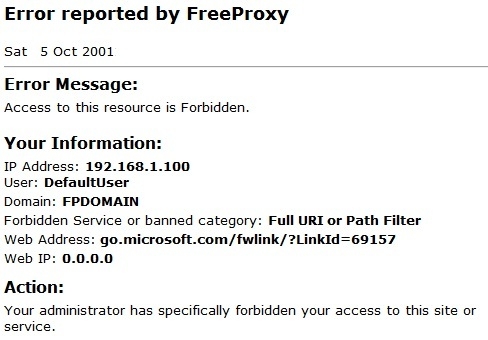 Error reported by FreeProxy
Sat 5 Oct 2001
Error Message:
Access to this resource is Forbidden.
Your Information:
IP Address: 192.168.1.100
User: DefaultUser
Domain: FPDOMAIN
Forbidden Service or banned category: Full URI or Path Filter
Web Address: go.microsoft.com/fwlink/?LinkId=69157
Web IP: 0.0.0.0
Action:
Your administrator has specifically forbidden your access to this site or
service.